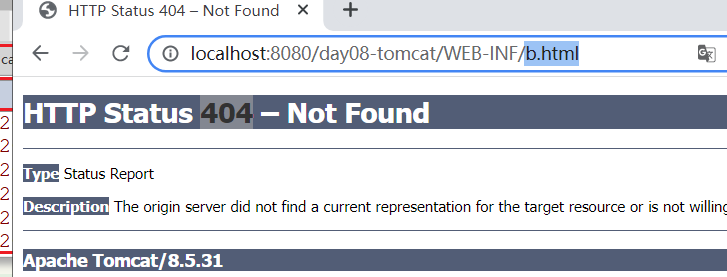 HTTP Status 404 – Not Found
localhost:8080/day08-tomcat/WEB-INF/b.html
HTTP Status 404 – Not Found
Type Status Report
Description The origin server did not find a current representation for the target resource or is not willing
Apache Tomcat/8.5.31
ca
2
2
2
2
2
2